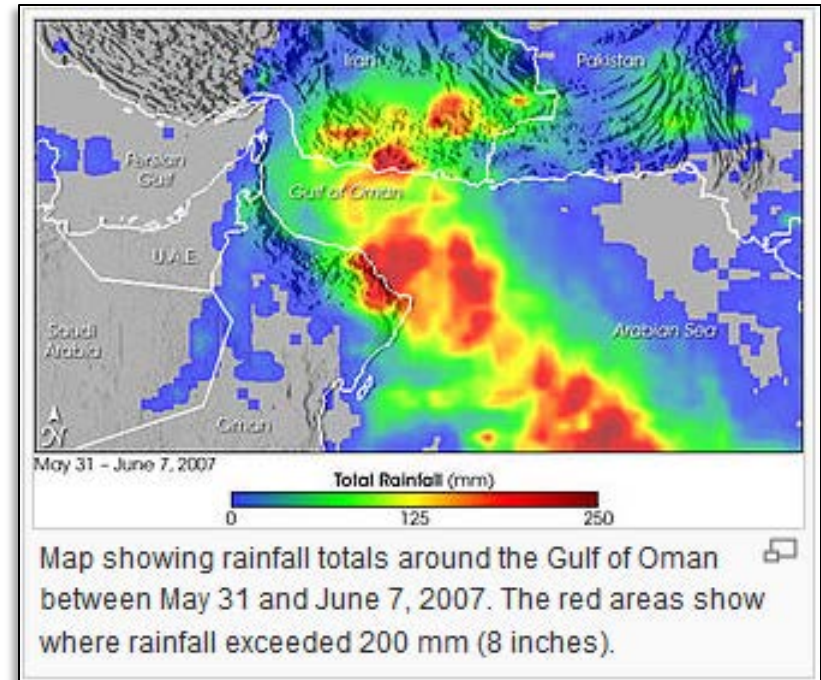 Iran
Pakistan
Persian
Gulf
Gulf of Oman
U.A.E.
Saudi
Arabia
Arabian Sea
Oman
N
May 31 – June 7, 2007
Total Rainfall (mm)
0 125 250
Map showing rainfall totals around the Gulf of Oman
between May 31 and June 7, 2007. The red areas show
where rainfall exceeded 200 mm (8 inches).